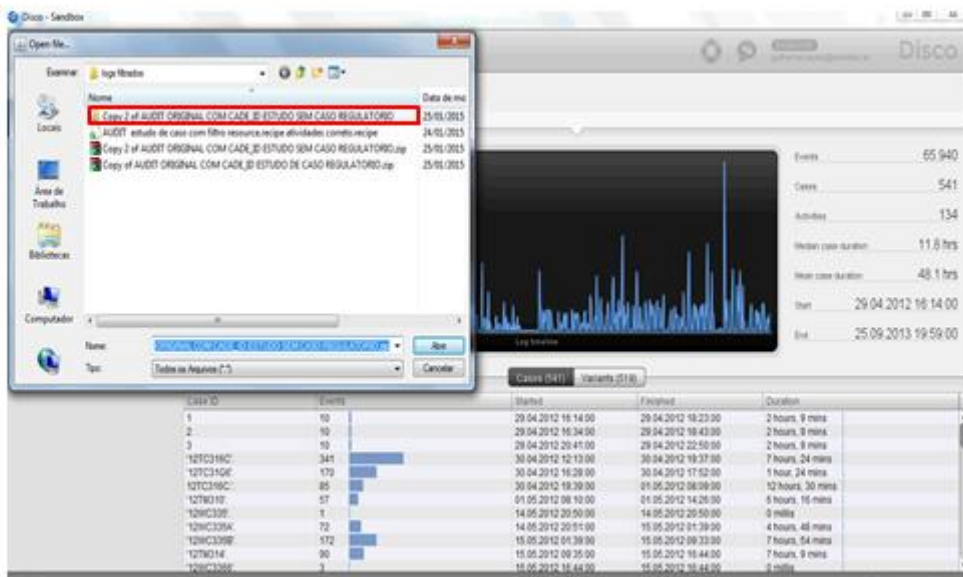 Disco - Sandbox
Open file...
Disco
Examinar:
logs filtrados
Nome
Data de mo
Copy 2 of AUDIT ORIGINAL COM CADE_ID ESTUDO SEM CASO REGULATORIO
25/01/2015
AUDIT estudo de caso com filtro resource.recipe atividades correto.recipe
24/01/2015
Copy 2 of AUDIT ORIGINAL COM CADE_ID ESTUDO SEM CASO REGULATORIO.zip
25/01/2015
Copy of AUDIT ORIGINAL COM CADE_ID ESTUDO DE CASO REGULATORIO.zip
25/01/2015
Locais
Área de Trabalho
Bibliotecas
Computador
Nome:
ORIGINAL COM CADE_ID ESTUDO SEM CASO REGULATORIO
Abrir
Tipo:
Todos os Arquivos (*.*)
Cancelar
Events 65.940
Cases 541
Activities 134
Median case duration 11.8 hrs
Mean case duration 48.1 hrs
Start 29.04.2012 16:14:00
End 25.09.2013 19:59:00
Log timeline
Cases (541) Variants (519)
Case ID Events Started Finished Duration
1 10 29.04.2012 16:14:00 29.04.2012 18:23:00 2 hours, 9 mins
2 10 29.04.2012 16:34:00 29.04.2012 18:43:00 2 hours, 9 mins
3 10 29.04.2012 20:41:00 29.04.2012 22:50:00 2 hours, 9 mins
'12TC316C' 341 30.04.2012 12:13:00 30.04.2012 19:37:00 7 hours, 24 mins
170 30.04.2012 16:28:00 30.04.2012 17:52:00 1 hour, 24 mins
85 30.04.2012 19:39:00 01.05.2012 08:09:00 12 hours, 30 mins
57 01.05.2012 08:10:00 01.05.2012 14:26:00 6 hours, 16 mins
1 14.05.2012 20:50:00 14.05.2012 20:50:00 0 millis
72 14.05.2012 20:51:00 15.05.2012 01:39:00 4 hours, 48 mins
172 15.05.2012 01:39:00 15.05.2012 09:33:00 7 hours, 54 mins
90 15.05.2012 09:35:00 15.05.2012 16:44:00 7 hours, 9 mins
3 15.05.2012 16:44:00 15.05.2012 16:44:00 0 millis